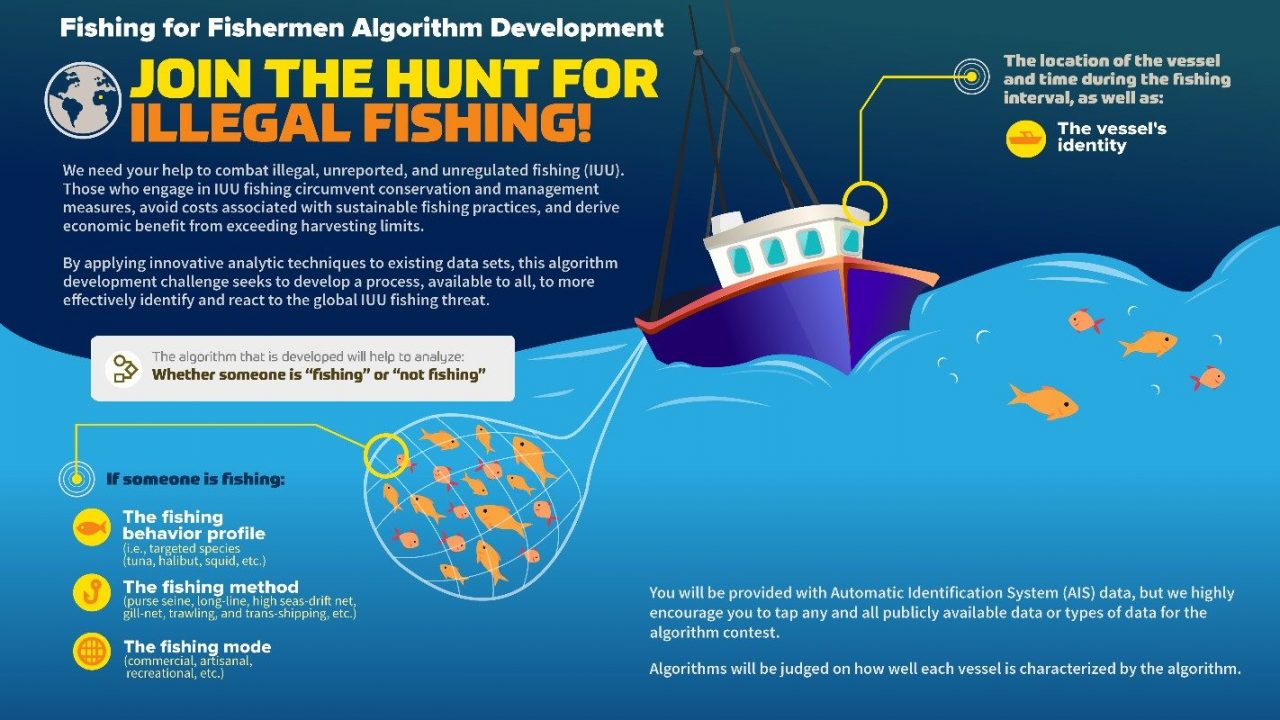 Fishing for Fishermen Algorithm Development
JOIN THE HUNT FOR
ILLEGAL FISHING!
We need your help to combat illegal, unreported, and unregulated fishing (IUU).
Those who engage in IUU fishing circumvent conservation and management
measures, avoid costs associated with sustainable fishing practices, and derive
economic benefit from exceeding harvesting limits.
By applying innovative analytic techniques to existing data sets, this algorithm
development challenge seeks to develop a process, available to all, to more
effectively identify and react to the global IUU fishing threat.
The algorithm that is developed will help to analyze:
Whether someone is “fishing” or “not fishing”
If someone is fishing:
The fishing
behavior profile
(i.e., targeted species
(tuna, halibut, squid, etc.)
The fishing method
(purse seine, long-line, high seas-drift net,
gill-net, trawling, and trans-shipping, etc.)
The fishing mode
(commercial, artisanal,
recreational, etc.)
The location of the vessel
and time during the fishing
interval, as well as:
The vessel's
identity
You will be provided with Automatic Identification System (AIS) data, but we highly
encourage you to tap any and all publicly available data or types of data for the
algorithm contest.
Algorithms will be judged on how well each vessel is characterized by the algorithm.